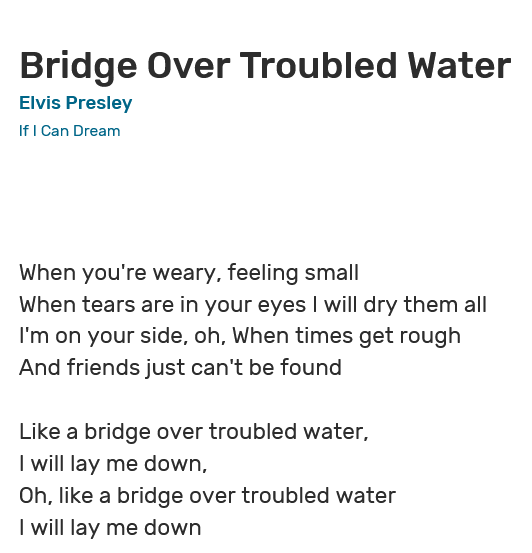 Bridge Over Troubled Water
Elvis Presley
If I Can Dream
When you're weary, feeling small
When tears are in your eyes I will dry them all
I'm on your side, oh, When times get rough
And friends just can't be found
Like a bridge over troubled water,
I will lay me down,
Oh, like a bridge over troubled water
I will lay me down